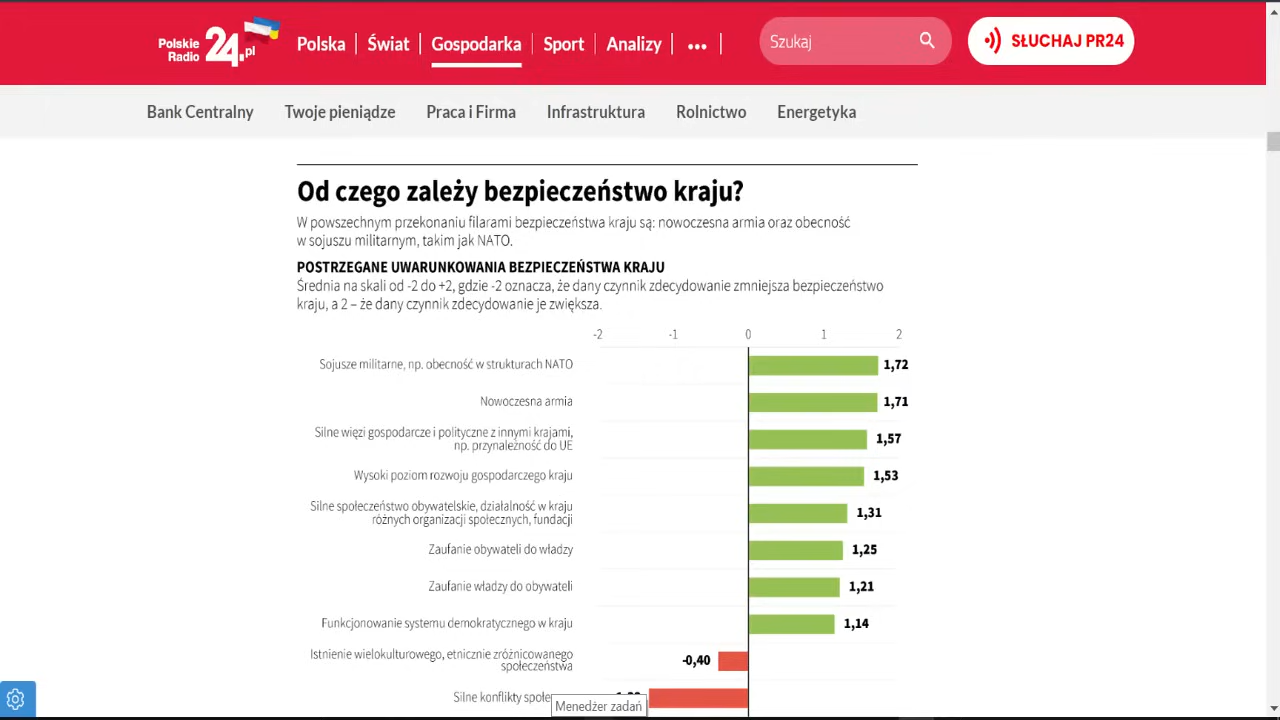 Polskie Radio 24.pl
Polska
Świat
Gospodarka
Sport
Analizy
Szukaj
SŁUCHAJ PR24
Bank Centralny
Twoje pieniądze
Praca i Firma
Infrastruktura
Rolnictwo
Energetyka
Od czego zależy bezpieczeństwo kraju?
W powszechnym przekonaniu filarami bezpieczeństwa kraju są: nowoczesna armia oraz obecność
w sojuszu militarnym, takim jak NATO.
POSTRZEGANE UWARUNKOWANIA BEZPIECZEŃSTWA KRAJU
Średnia na skali od -2 do +2, gdzie -2 oznacza, że dany czynnik zdecydowanie zmniejsza bezpieczeństwo
kraju, a 2 – że dany czynnik zdecydowanie je zwiększa.
-2 -1 0 1 2
Sojusze militarne, np. obecność w strukturach NATO 1,72
Nowoczesna armia 1,71
Silne więzi gospodarcze i polityczne z innymi krajami,
np. przynależność do UE 1,57
Wysoki poziom rozwoju gospodarczego kraju 1,53
Silne społeczeństwo obywatelskie, działalność w kraju
różnych organizacji społecznych, fundacji 1,31
Zaufanie obywateli do władzy 1,25
Zaufanie władzy do obywateli 1,21
Funkcjonowanie systemu demokratycznego w kraju 1,14
Istnienie wielokulturowego, etnicznie zróżnicowanego
społeczeństwa -0,40
Silne konflikty
Menedżer zadań